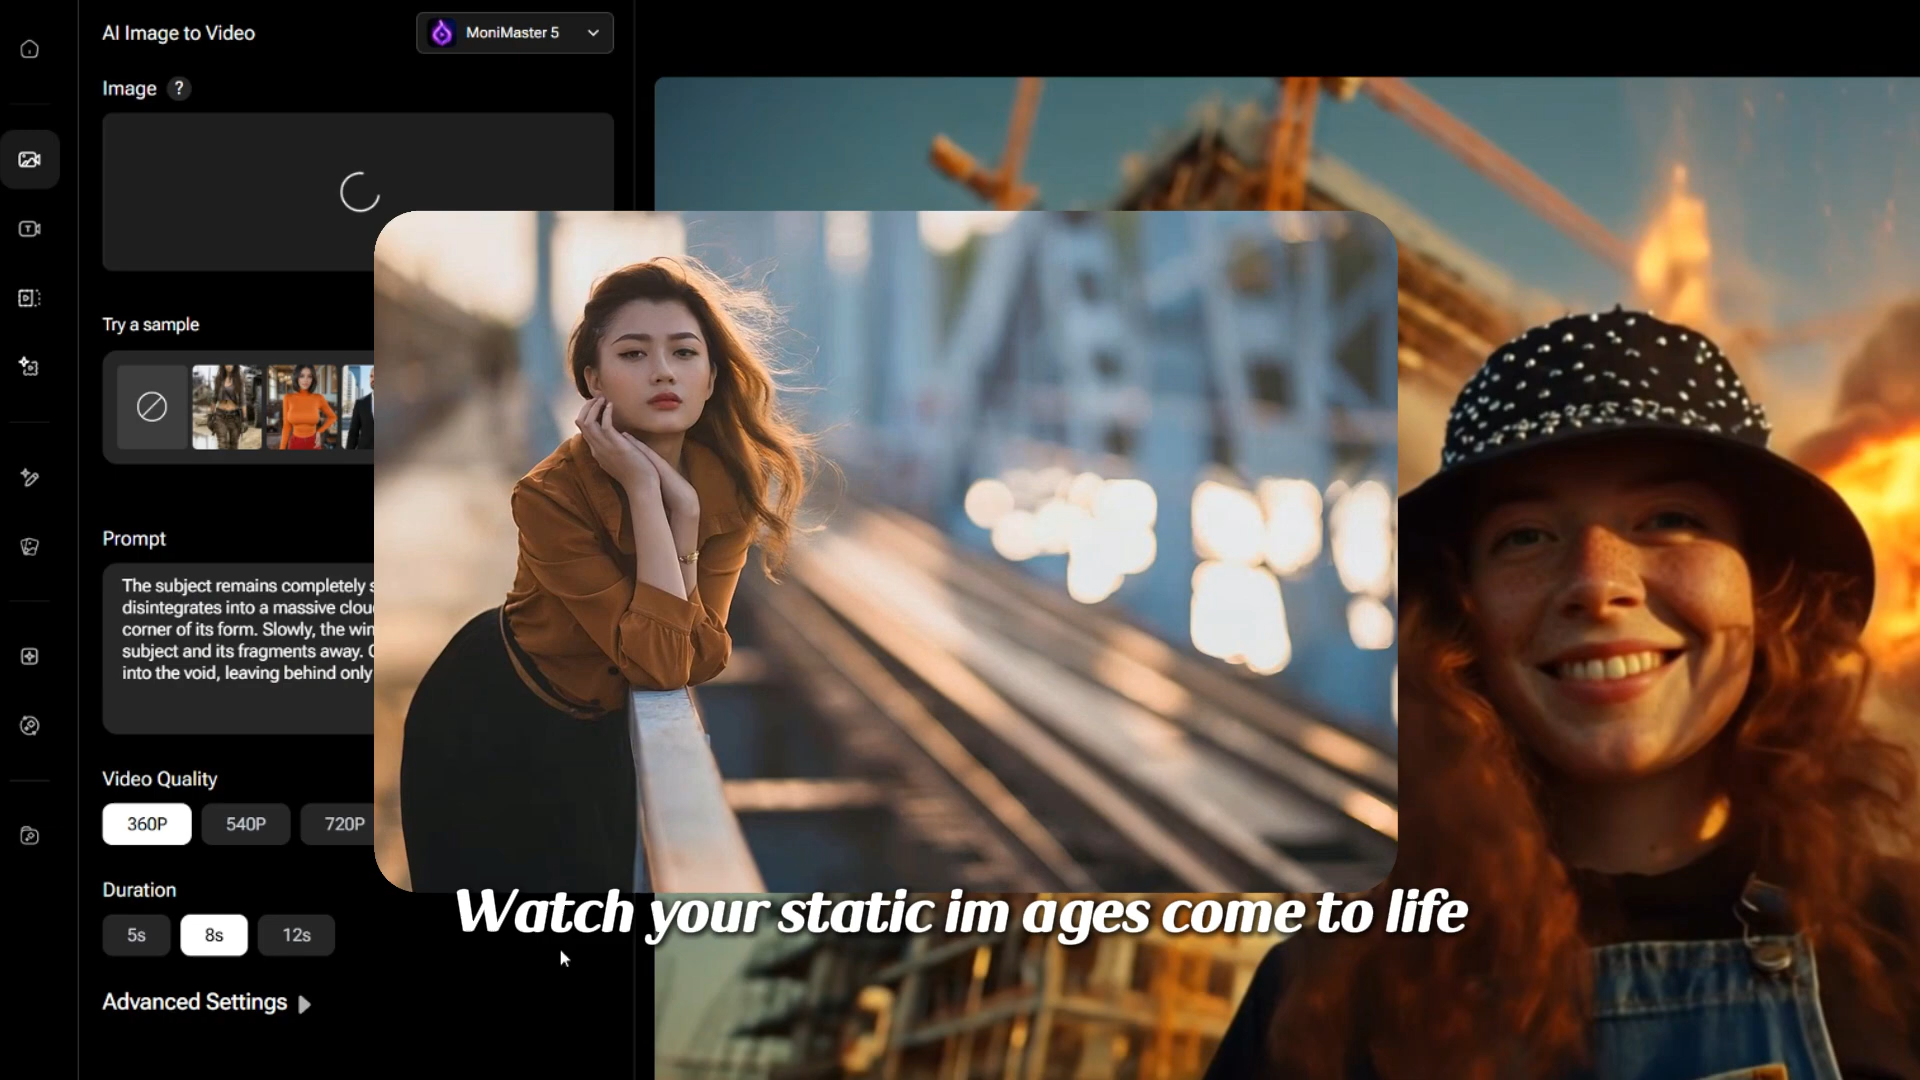 AI Image to Video
MoniMaster 5
Image ?
Try a sample
Prompt
The subject remains completely
disintegrates into a massive
corner of its form. Slowly, the
subject and its fragments away.
into the void, leaving behind only
Video Quality
360P 540P 720P
Duration
5s 8s 12s
Advanced Settings
Watch your static im ages come to life